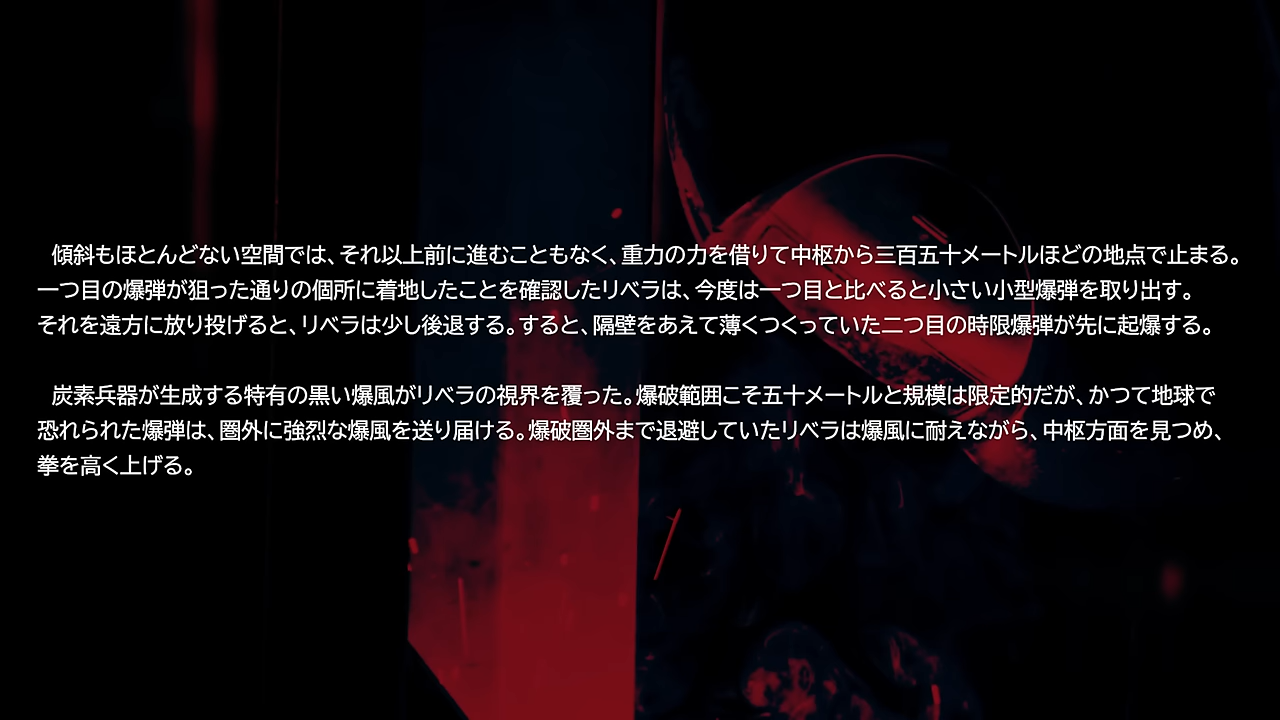 傾斜もほとんどない空間では、それ以上前に進むこともなく、重力の力を借りて中枢から三百五十メートルほどの地点で止まる。
一つ目の爆弾が狙った通りの個所に着地したことを確認したリベラは、今度は一つ目と比べると小さい小型爆弾を取り出す。
それを遠方に放り投げると、リベラは少し後退する。すると、隔壁をあえて薄くつくっていた二つ目の時限爆弾が先に起爆する。
炭素兵器が生成する特有の黒い爆風がリベラの視界を覆った。爆破範囲こそ五十メートルと規模は限定的だが、かつて地球で
恐れられた爆弾は、圏外に強烈な爆風を送り届ける。爆破圏外まで退避していたリベラは爆風に耐えながら、中枢方面を見つめ、
拳を高く上げる。